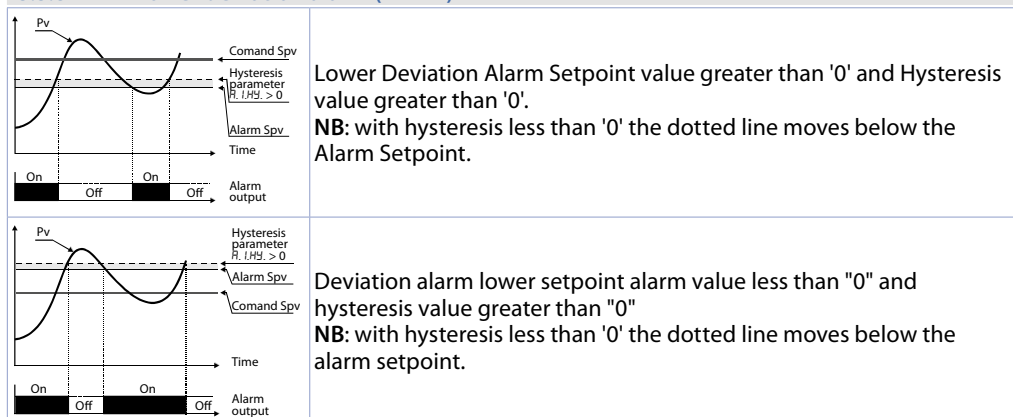 Pv
Comand Spv
Hysteresis
parameter
A. 1.HY. > 0
Alarm Spv
Time
On
Off
On
Off
Alarm
output
Lower Deviation Alarm Setpoint value greater than '0' and Hysteresis
value greater than '0'.
NB: with hysteresis less than '0' the dotted line moves below the
Alarm Setpoint.
Pv
Hysteresis
parameter
A. 1.HY. > 0
Alarm Spv
Comand Spv
Time
On
Off
On
Off
Alarm
output
Deviation alarm lower setpoint alarm value less than "0" and
hysteresis value greater than "0"
NB: with hysteresis less than '0' the dotted line moves below the
alarm setpoint.